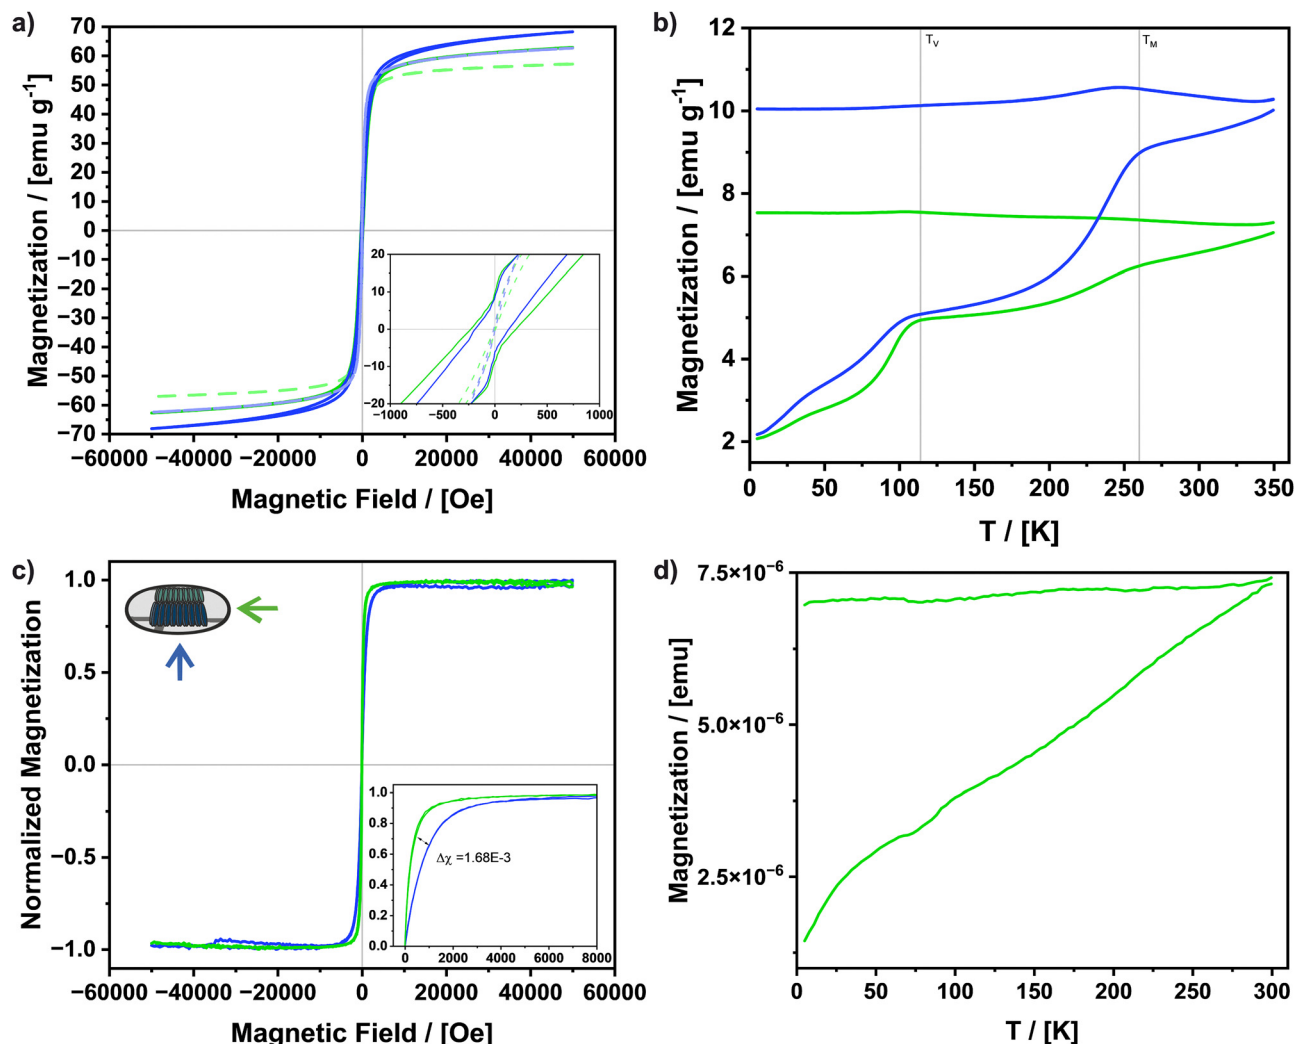 a)
Magnetization / [emu g⁻¹]
70
60
50
40
30
20
10
0
−10
−20
−30
−40
−50
−60
−70
−60000 −40000 −20000 0 20000 40000 60000
Magnetic Field / [Oe]
20
10
0
−10
−20
−1000 −500 0 500 1000
b)
Magnetization / [emu g⁻¹]
12
10
8
6
4
2
T_V
T_M
0 50 100 150 200 250 300 350
T / [K]
c)
Normalized Magnetization
1.0
0.5
0.0
−0.5
−1.0
−60000 −40000 −20000 0 20000 40000 60000
Magnetic Field / [Oe]
1.0
0.8
0.6
0.4
0.2
0.0
Δχ =1.68E-3
0 2000 4000 6000 8000
d)
Magnetization / [emu]
7.5×10⁻⁶
5.0×10⁻⁶
2.5×10⁻⁶
0 50 100 150 200 250 300
T / [K]